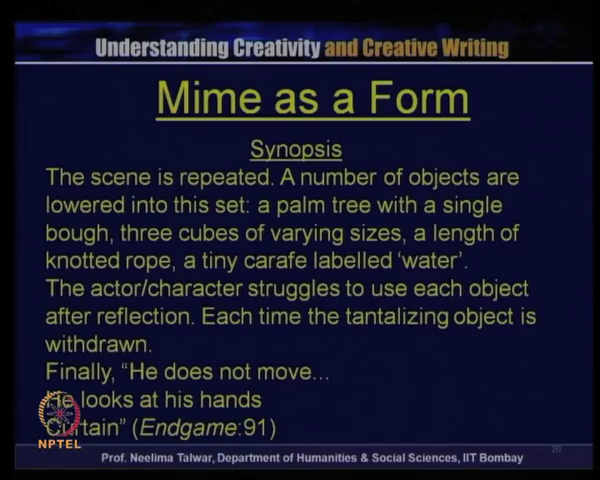 Understanding Creativity and Creative Writing
Mime as a Form
Synopsis
The scene is repeated. A number of objects are
lowered into this set: a palm tree with a single
bough, three cubes of varying sizes, a length of
knotted rope, a tiny carafe labelled ‘water’.
The actor/character struggles to use each object
after reflection. Each time the tantalizing object is
withdrawn.
Finally, “He does not move...
He looks at his hands
Curtain” (Endgame:91)
NPTEL
20
Prof. Neelima Talwar, Department of Humanities & Social Sciences, IIT Bombay